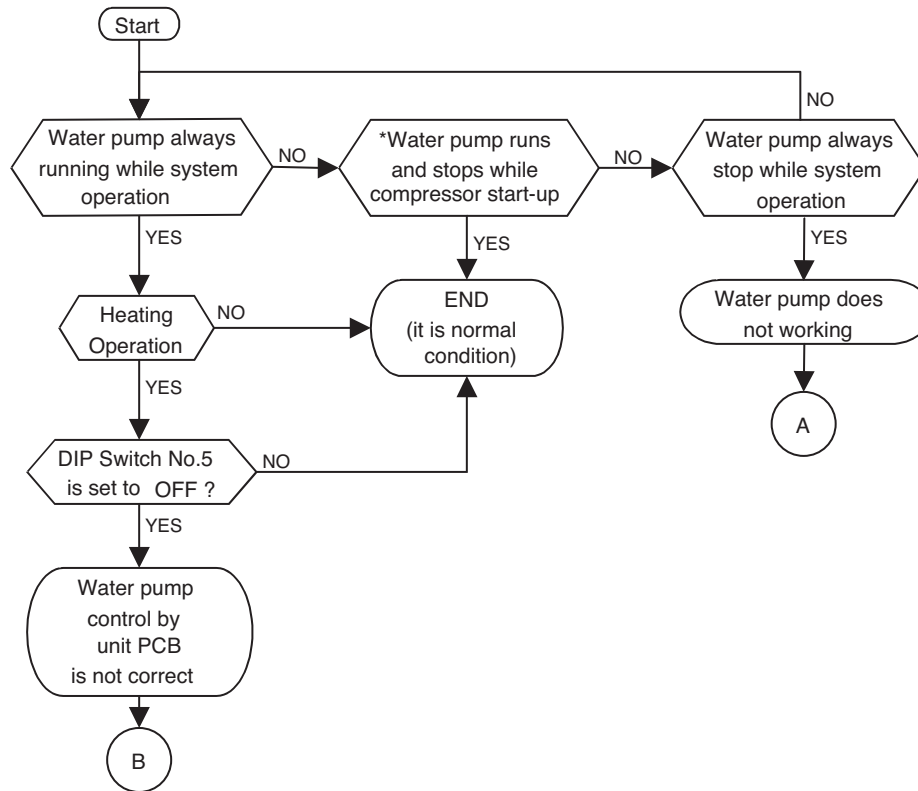 Start
NO
Water pump always
running while system
operation
NO
*Water pump runs
and stops while
compressor start-up
NO
Water pump always
stop while system
operation
YES
YES
YES
Heating
Operation
NO
END
(it is normal
condition)
Water pump does
not working
YES
A
DIP Switch No.5
is set to OFF ?
NO
YES
Water pump
control by
unit PCB
is not correct
B